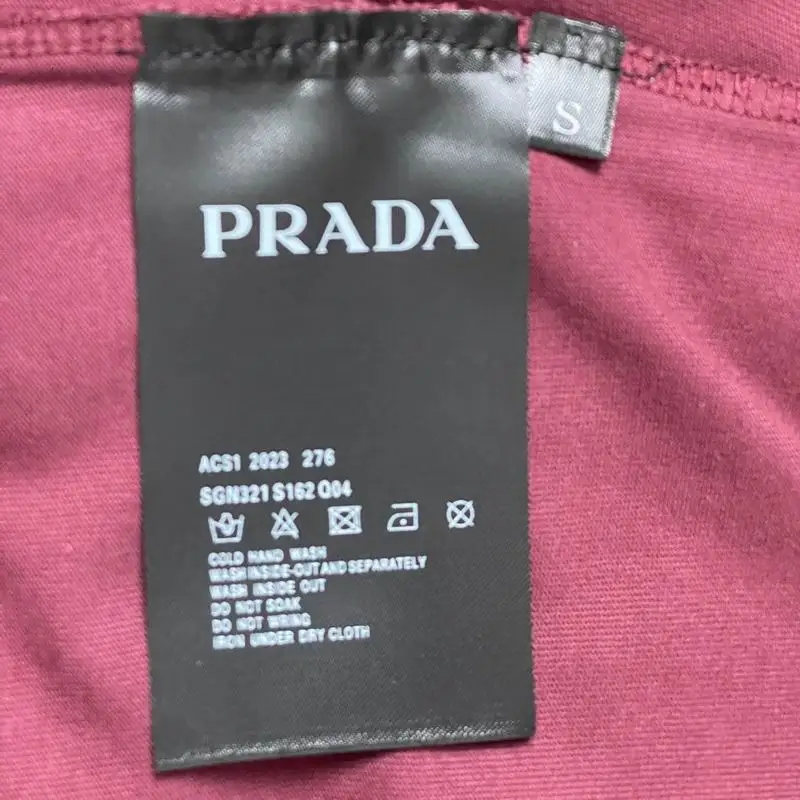 S
PRADA
ACS1 2023 276
SGN321 S162 Q04
COLD HAND WASH
WASH INSIDE-OUT AND SEPARATELY
WASH INSIDE OUT
DO NOT SOAK
DO NOT WRING
IRON UNDER DRY CLOTH